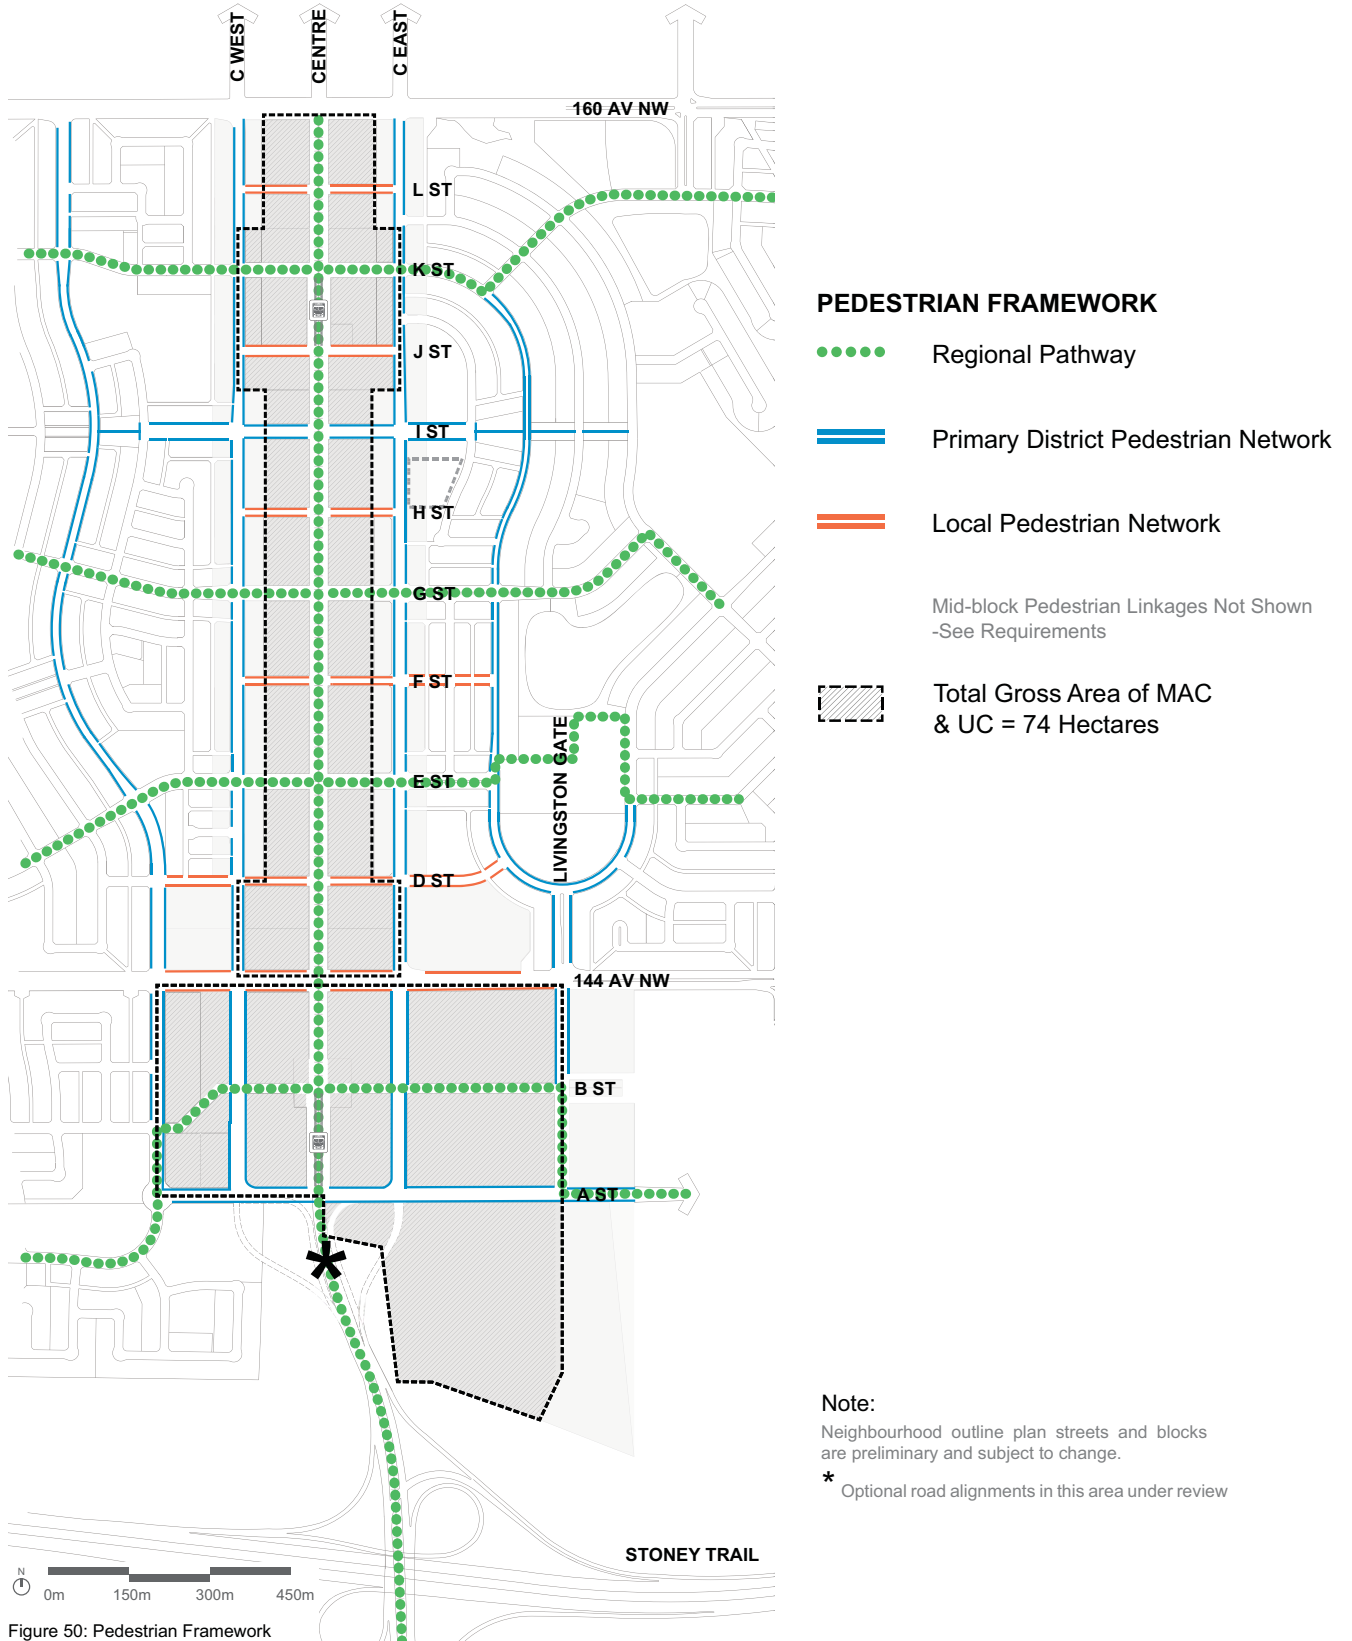 C WEST
CENTRE
C EAST
160 AV NW
L ST
K ST
J ST
I ST
H ST
G ST
F ST
E ST
LIVINGSTON GATE
D ST
144 AV NW
B ST
A ST
STONEY TRAIL
N
0m 150m 300m 450m
Figure 50: Pedestrian Framework
PEDESTRIAN FRAMEWORK
Regional Pathway
Primary District Pedestrian Network
Local Pedestrian Network
Mid-block Pedestrian Linkages Not Shown
-See Requirements
Total Gross Area of MAC
& UC = 74 Hectares
Note:
Neighbourhood outline plan streets and blocks
are preliminary and subject to change.
* Optional road alignments in this area under review